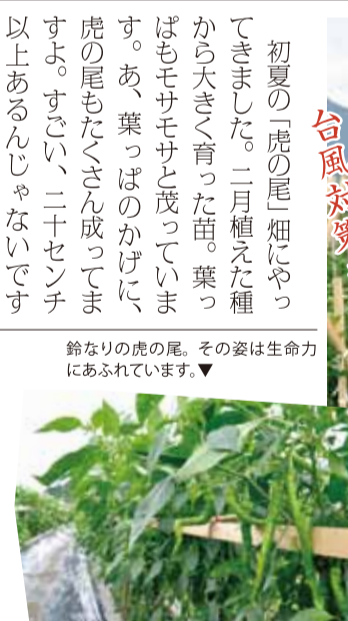 台風対策
初夏の「虎の尾」畑にやっ
てきました。二月植えた種
から大きく育った苗。葉っ
ぱもモサモサと茂っていま
す。あ、葉っぱのかげに、
虎の尾もたくさん成ってま
すよ。すごい、二十センチ
以上あるんじゃないです
鈴なりの虎の尾。その姿は生命力
にあふれています。▼